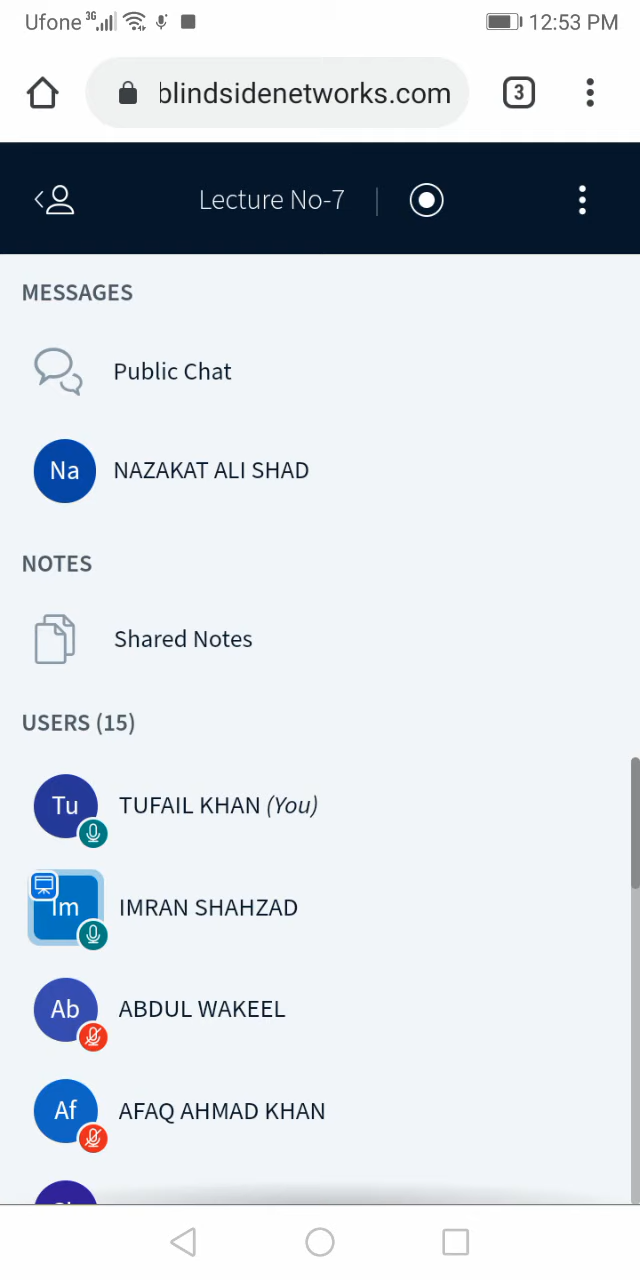 Ufone 3G 12:53 PM
blindsidenetworks.com 3
Lecture No-7
MESSAGES
Public Chat
Na NAZAKAT ALI SHAD
NOTES
Shared Notes
USERS (15)
Tu TUFAIL KHAN (You)
Im IMRAN SHAHZAD
Ab ABDUL WAKEEL
Af AFAQ AHMAD KHAN